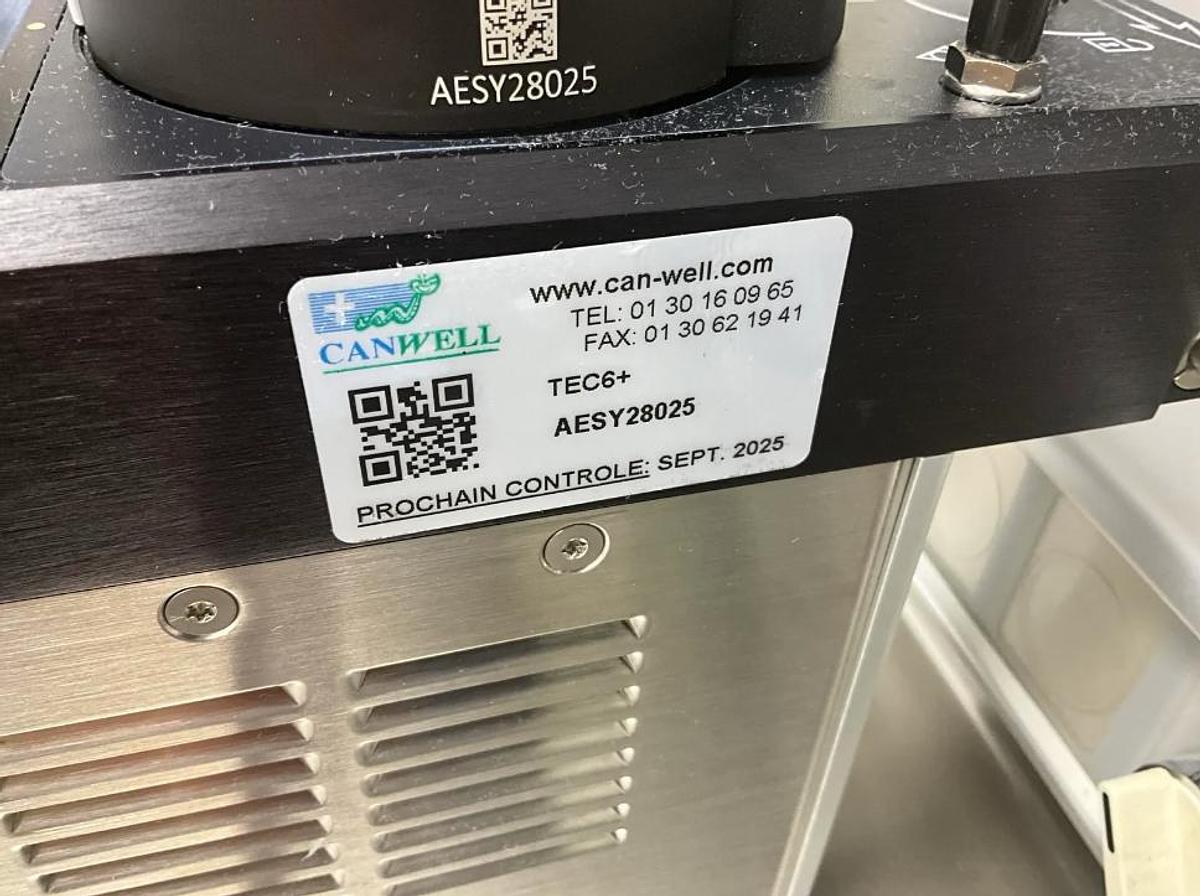 AESY28025
www.can-well.com
TEL: 01 30 16 09 65
FAX: 01 30 62 19 41
CANWELL
TEC6+
AESY28025
PROCHAIN CONTROLE: SEPT. 2025